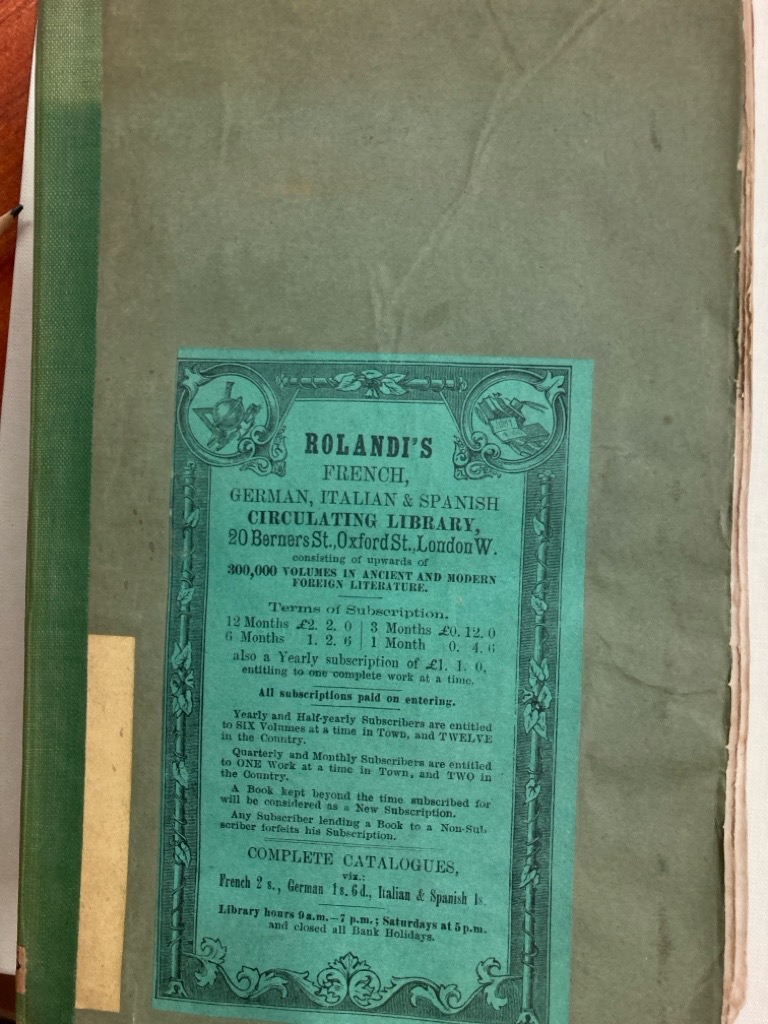 ROLANDI'S
FRENCH,
GERMAN, ITALIAN & SPANISH
CIRCULATING LIBRARY,
20 Berners St., Oxford St., London W.
consisting of upwards of
300,000 VOLUMES IN ANCIENT AND MODERN
FOREIGN LITERATURE.
Terms of Subscription.
12 Months £2. 2. 0 | 3 Months £0. 12. 0
6 Months 1. 2. 6 | 1 Month 0. 4. 6
also a Yearly subscription of £1. 1. 0.
entitling to one complete work at a time.
All subscriptions paid on entering.
Yearly and Half-yearly Subscribers are entitled
to SIX Volumes at a time in Town, and TWELVE
in the Country.
Quarterly and Monthly Subscribers are entitled
to ONE Work at a time in Town, and TWO in
the Country.
A Book kept beyond the time subscribed for
will be considered as a New Subscription.
Any Subscriber lending a Book to a Non-Sub
scriber forfeits his Subscription.
COMPLETE CATALOGUES,
viz.:
French 2 s., German 1 s. 6 d., Italian & Spanish 1s.
Library hours 9 a.m.—7 p.m.; Saturdays at 5 p.m.
and closed all Bank Holidays.